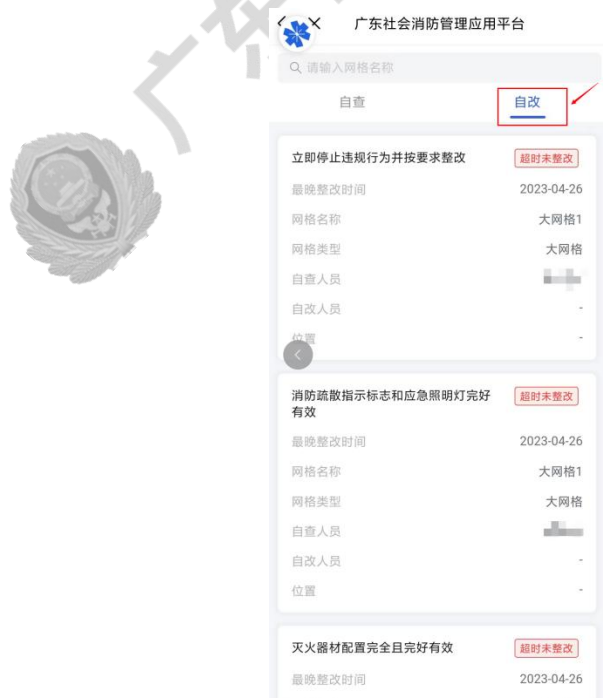 广东
广东社会消防管理应用平台
请输入网格名称
自查 自改
立即停止违规行为并按要求整改 超时未整改
最晚整改时间 2023-04-26
网格名称 大网格1
网格类型 大网格
自查人员
自改人员 -
位置 -
消防疏散指示标志和应急照明灯完好 超时未整改
有效
最晚整改时间 2023-04-26
网格名称 大网格1
网格类型 大网格
自查人员
自改人员 -
位置 -
灭火器材配置完全且完好有效 超时未整改
最晚整改时间 2023-04-26